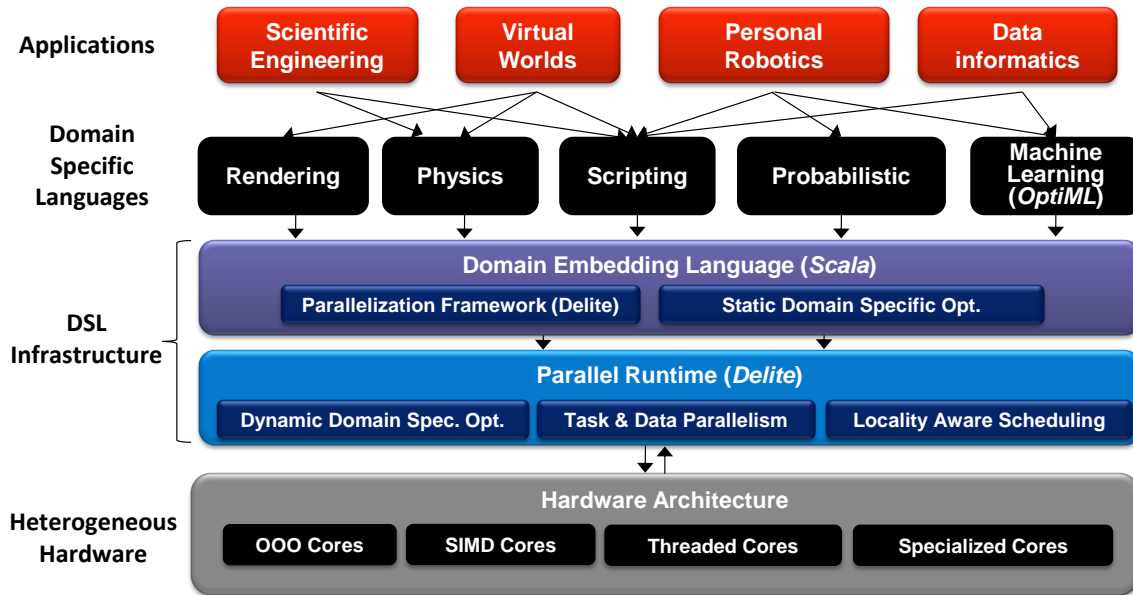 Applications
Scientific
Engineering
Virtual
Worlds
Personal
Robotics
Data
informatics
Domain
Specific
Languages
Rendering
Physics
Scripting
Probabilistic
Machine
Learning
(OptiML)
DSL
Infrastructure
Domain Embedding Language (Scala)
Parallelization Framework (Delite)
Static Domain Specific Opt.
Parallel Runtime (Delite)
Dynamic Domain Spec. Opt.
Task & Data Parallelism
Locality Aware Scheduling
Heterogeneous
Hardware
Hardware Architecture
OOO Cores
SIMD Cores
Threaded Cores
Specialized Cores